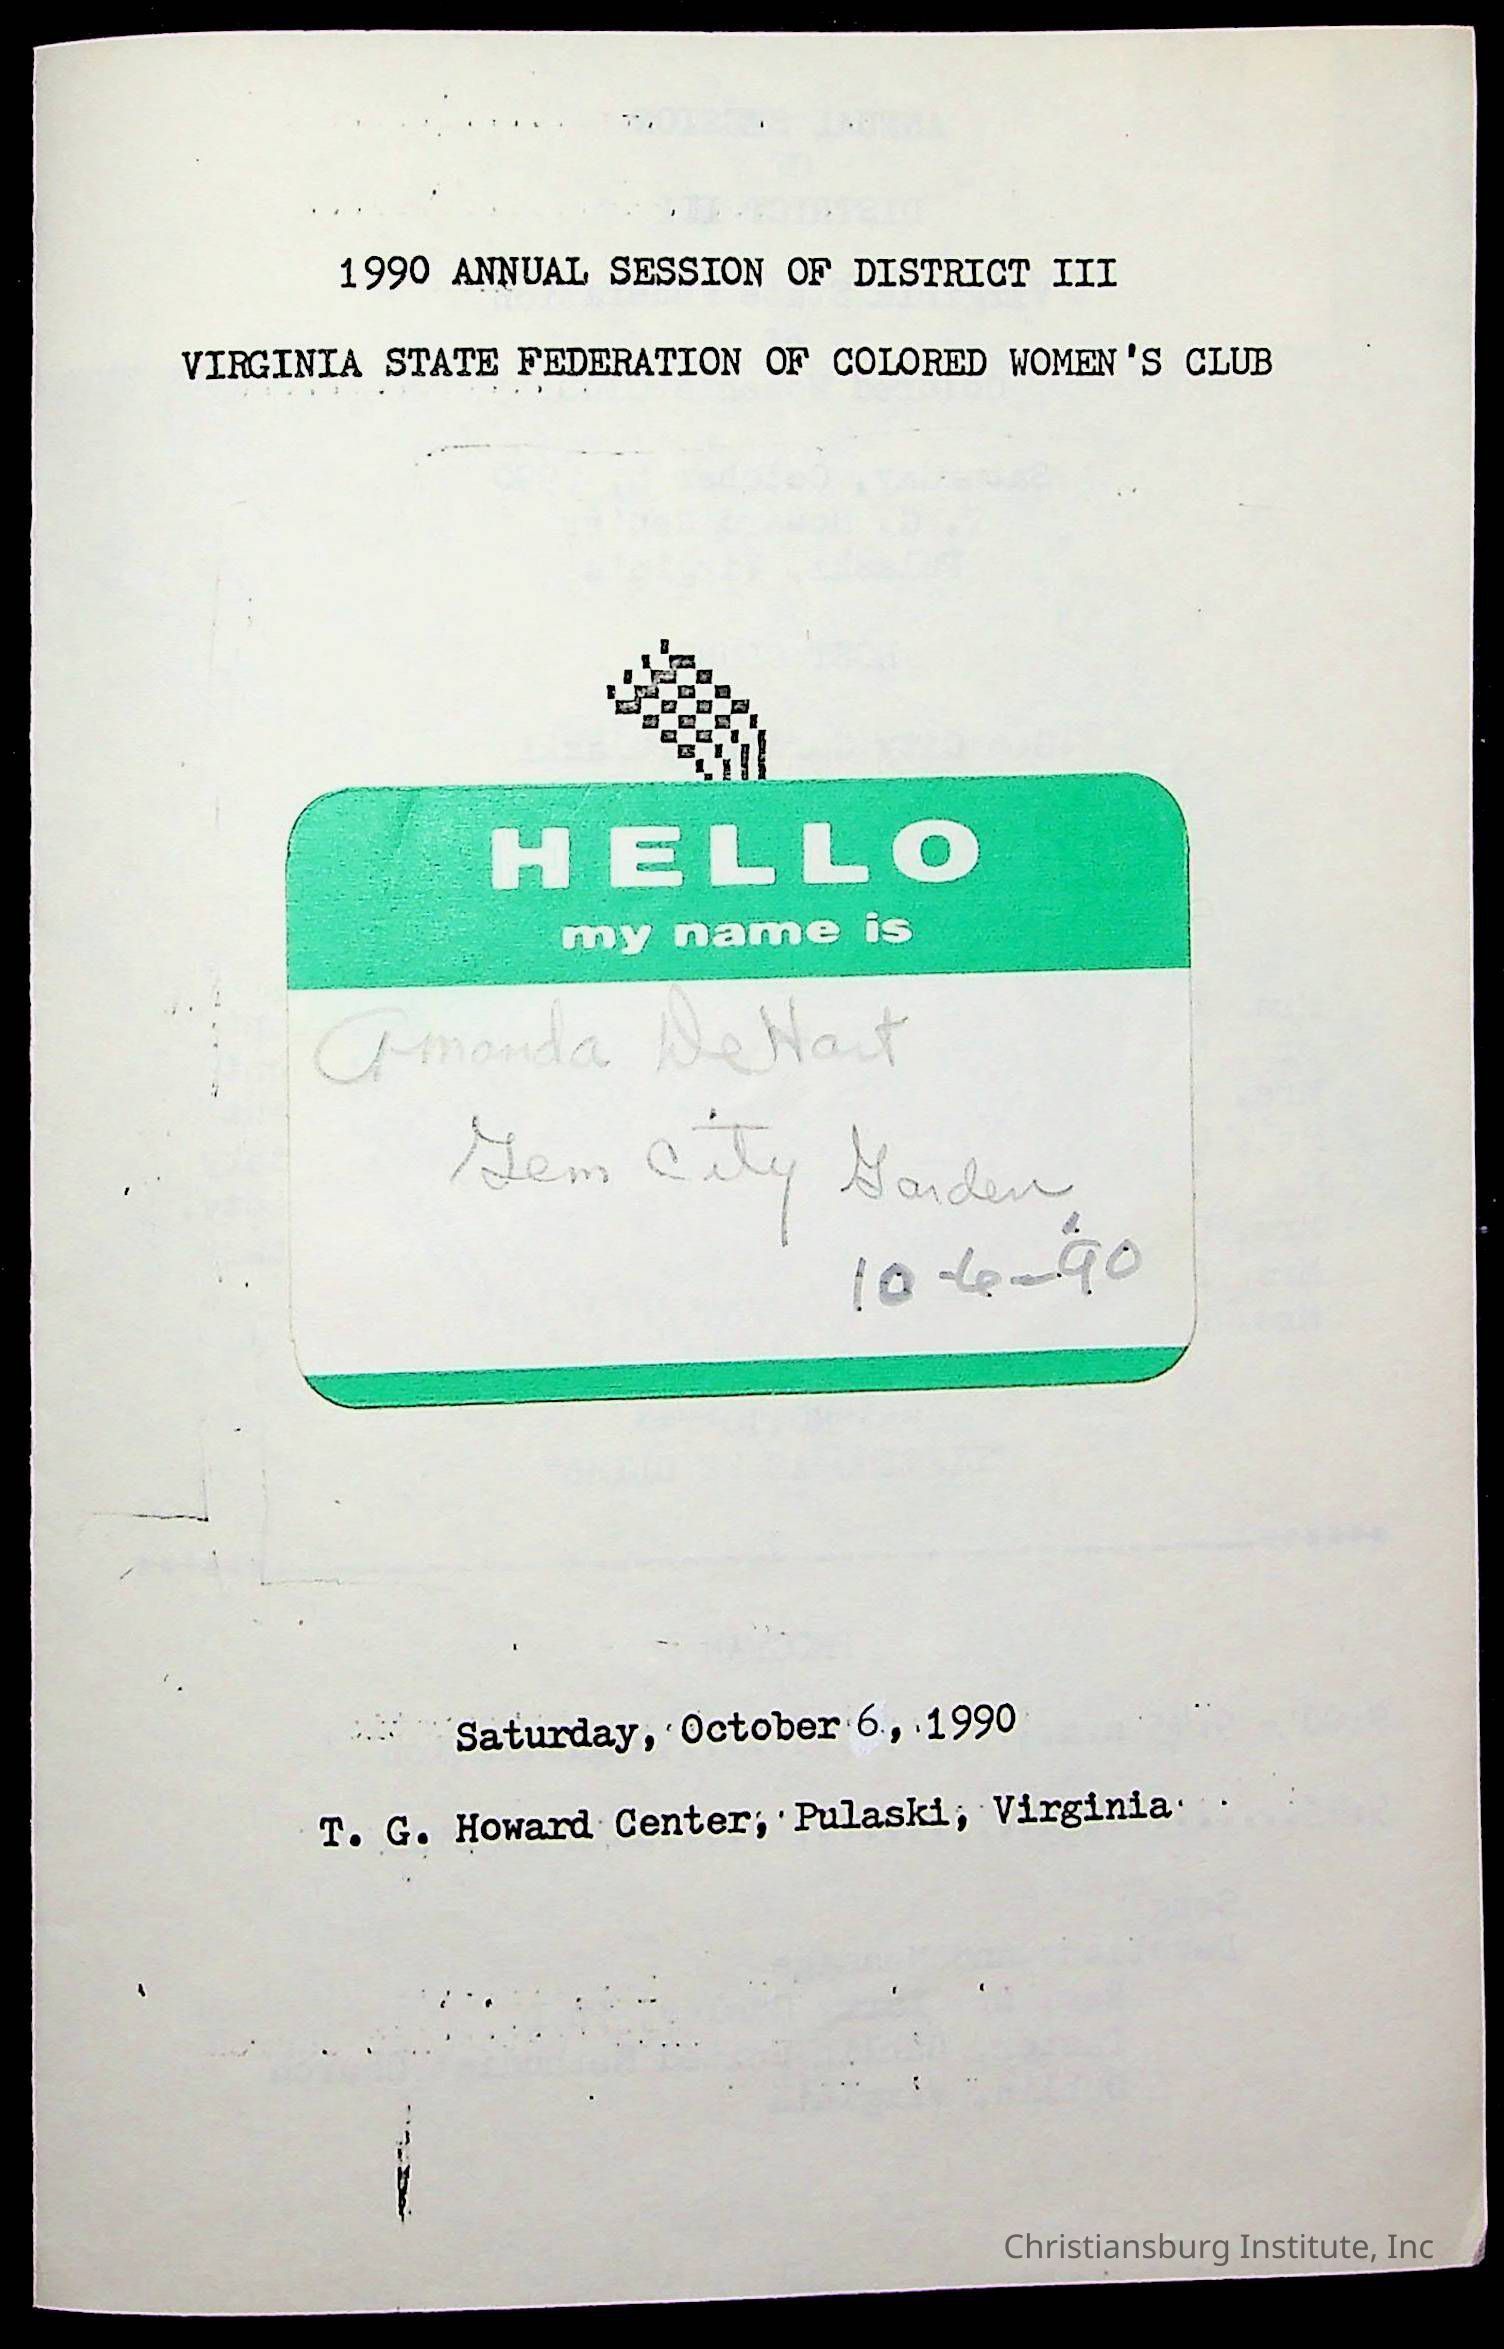 1990 ANNUAL SESSION OF DISTRICT III
VIRGINIA STATE FEDERATION OF COLORED WOMEN'S CLUB
HELLO
my name is
Amanda DeHart
Gem City Garden
10-6-'90
Saturday, October 6, 1990
T. G. Howard Center, Pulaski, Virginia
Christiansburg Institute, Inc